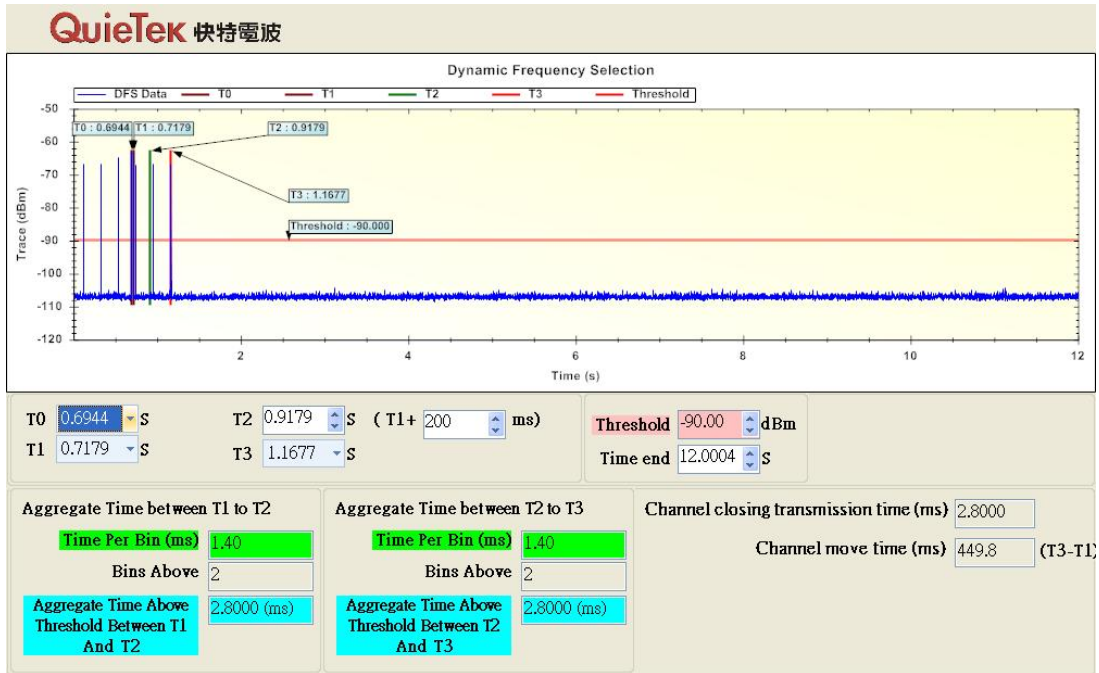 QuieTek 快特電波
Dynamic Frequency Selection
DFS Data T0 T1 T2 T3 Threshold
-50
-60
-70
-80
-90
-100
-110
-120
Trace (dBm)
T0 : 0.6944 T1 : 0.7179 T2 : 0.9179
T3 : 1.1677
Threshold : -90.000
2 4 6 8 10 12
Time (s)
T0 0.6944 S T2 0.9179 S ( T1+ 200 ms) Threshold -90.00 dBm
T1 0.7179 S T3 1.1677 S Time end 12.0004 S
Aggregate Time between T1 to T2
Time Per Bin (ms) 1.40
Bins Above 2
Aggregate Time Above 2.8000 (ms)
Threshold Between T1
And T2
Aggregate Time between T2 to T3
Time Per Bin (ms) 1.40
Bins Above 2
Aggregate Time Above 2.8000 (ms)
Threshold Between T2
And T3
Channel closing transmission time (ms) 2.8000
Channel move time (ms) 449.8 (T3-T1)